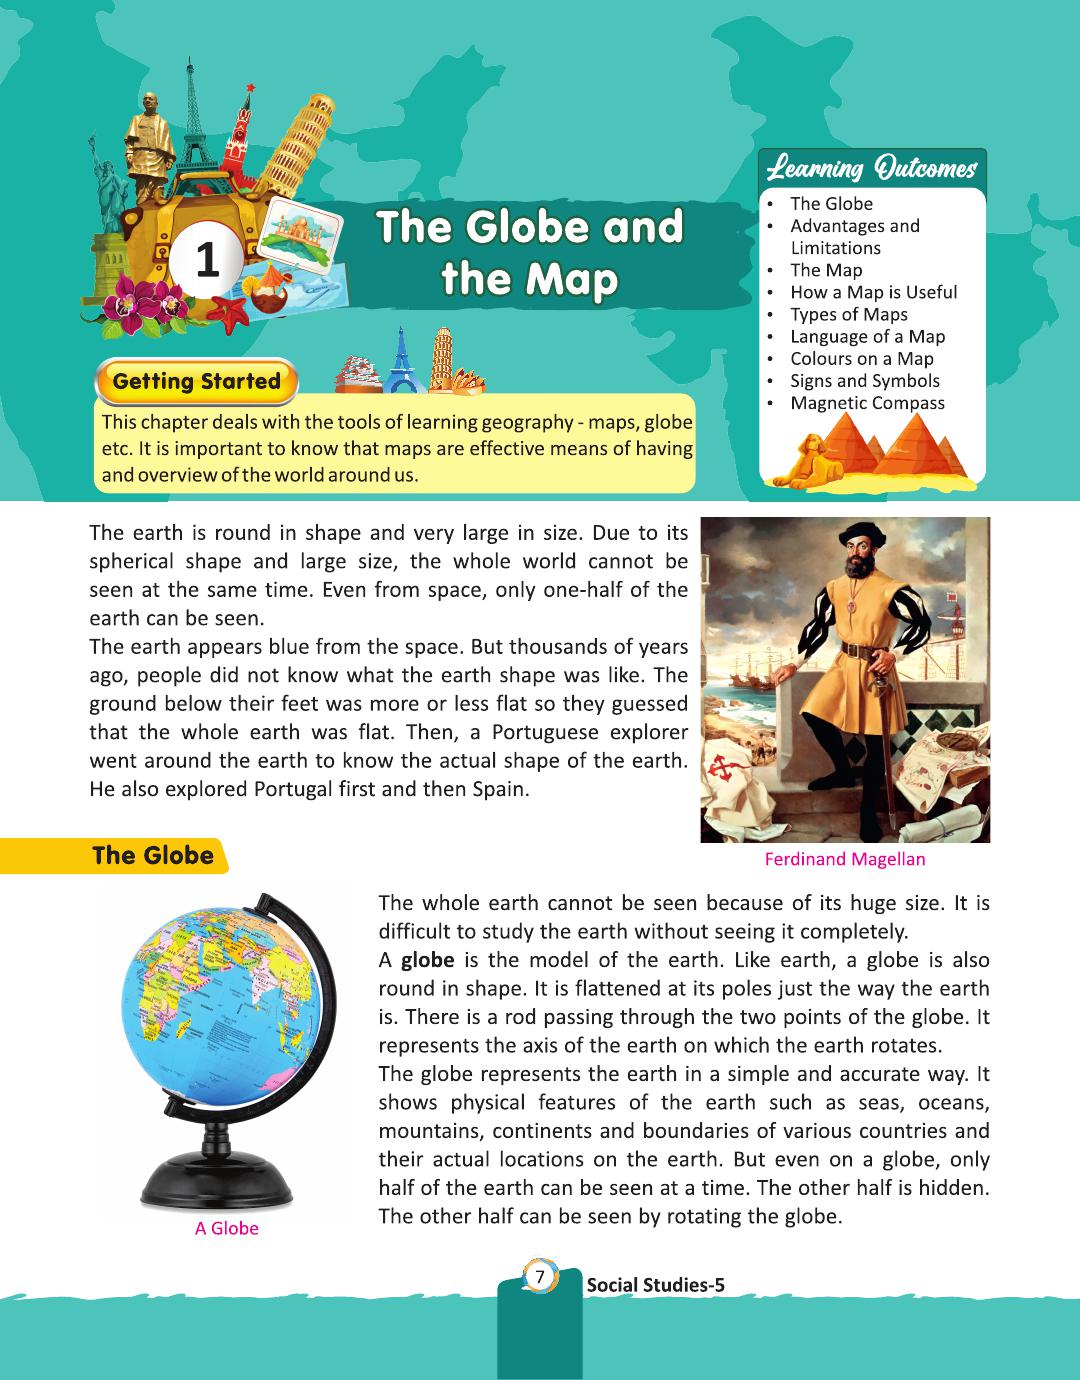 1
The Globe and
the Map
Learning Outcomes
• The Globe
• Advantages and
Limitations
• The Map
• How a Map is Useful
• Types of Maps
• Language of a Map
• Colours on a Map
• Signs and Symbols
• Magnetic Compass
Getting Started
This chapter deals with the tools of learning geography - maps, globe
etc. It is important to know that maps are effective means of having
and overview of the world around us.
The earth is round in shape and very large in size. Due to its
spherical shape and large size, the whole world cannot be
seen at the same time. Even from space, only one-half of the
earth can be seen.
The earth appears blue from the space. But thousands of years
ago, people did not know what the earth shape was like. The
ground below their feet was more or less flat so they guessed
that the whole earth was flat. Then, a Portuguese explorer
went around the earth to know the actual shape of the earth.
He also explored Portugal first and then Spain.
Ferdinand Magellan
The Globe
The whole earth cannot be seen because of its huge size. It is
difficult to study the earth without seeing it completely.
A globe is the model of the earth. Like earth, a globe is also
round in shape. It is flattened at its poles just the way the earth
is. There is a rod passing through the two points of the globe. It
represents the axis of the earth on which the earth rotates.
The globe represents the earth in a simple and accurate way. It
shows physical features of the earth such as seas, oceans,
mountains, continents and boundaries of various countries and
their actual locations on the earth. But even on a globe, only
half of the earth can be seen at a time. The other half is hidden.
The other half can be seen by rotating the globe.
A Globe
7
Social Studies-5